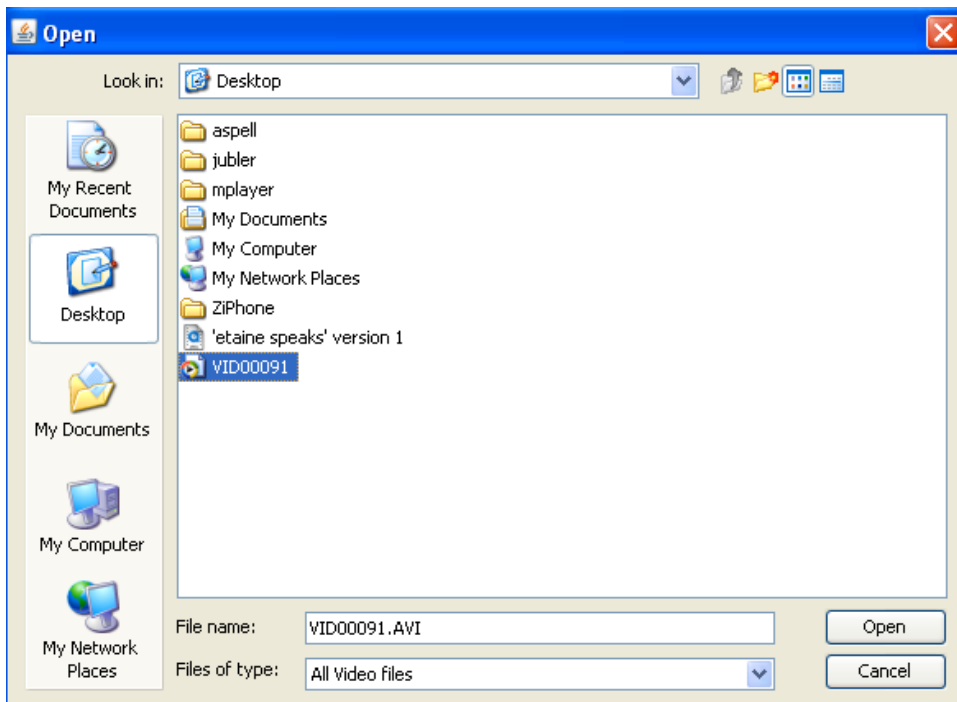 Open
Look in:
Desktop
My Recent
Documents
Desktop
My Documents
My Computer
My Network
Places
aspell
jubler
mplayer
My Documents
My Computer
My Network Places
ZiPhone
'etaine speaks' version 1
VID00091
File name:
VID00091.AVI
Open
Files of type:
All Video files
Cancel